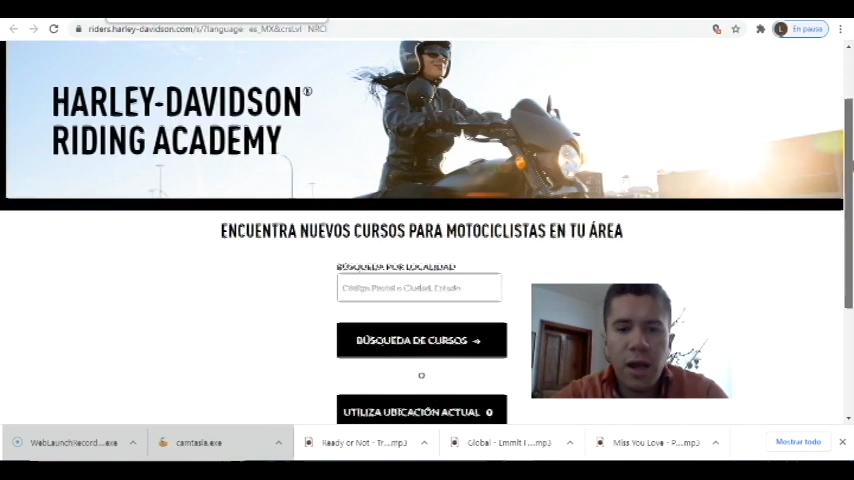 riders.harley-davidson.com/s/?language=es_MX&crsLvl=NRC
En pausa
HARLEY-DAVIDSON®
RIDING ACADEMY
ENCUENTRA NUEVOS CURSOS PARA MOTOCICLISTAS EN TU ÁREA
BÚSQUEDA POR LOCALIDAD
Código Postal o Ciudad, Estado
BÚSQUEDA DE CURSOS →
O
UTILIZA UBICACIÓN ACTUAL
WebLaunchRecord....exe
camtasia.exe
Ready or Not - Tr....mp3
Global - Emmit F....mp3
Miss You Love - P....mp3
Mostrar todo